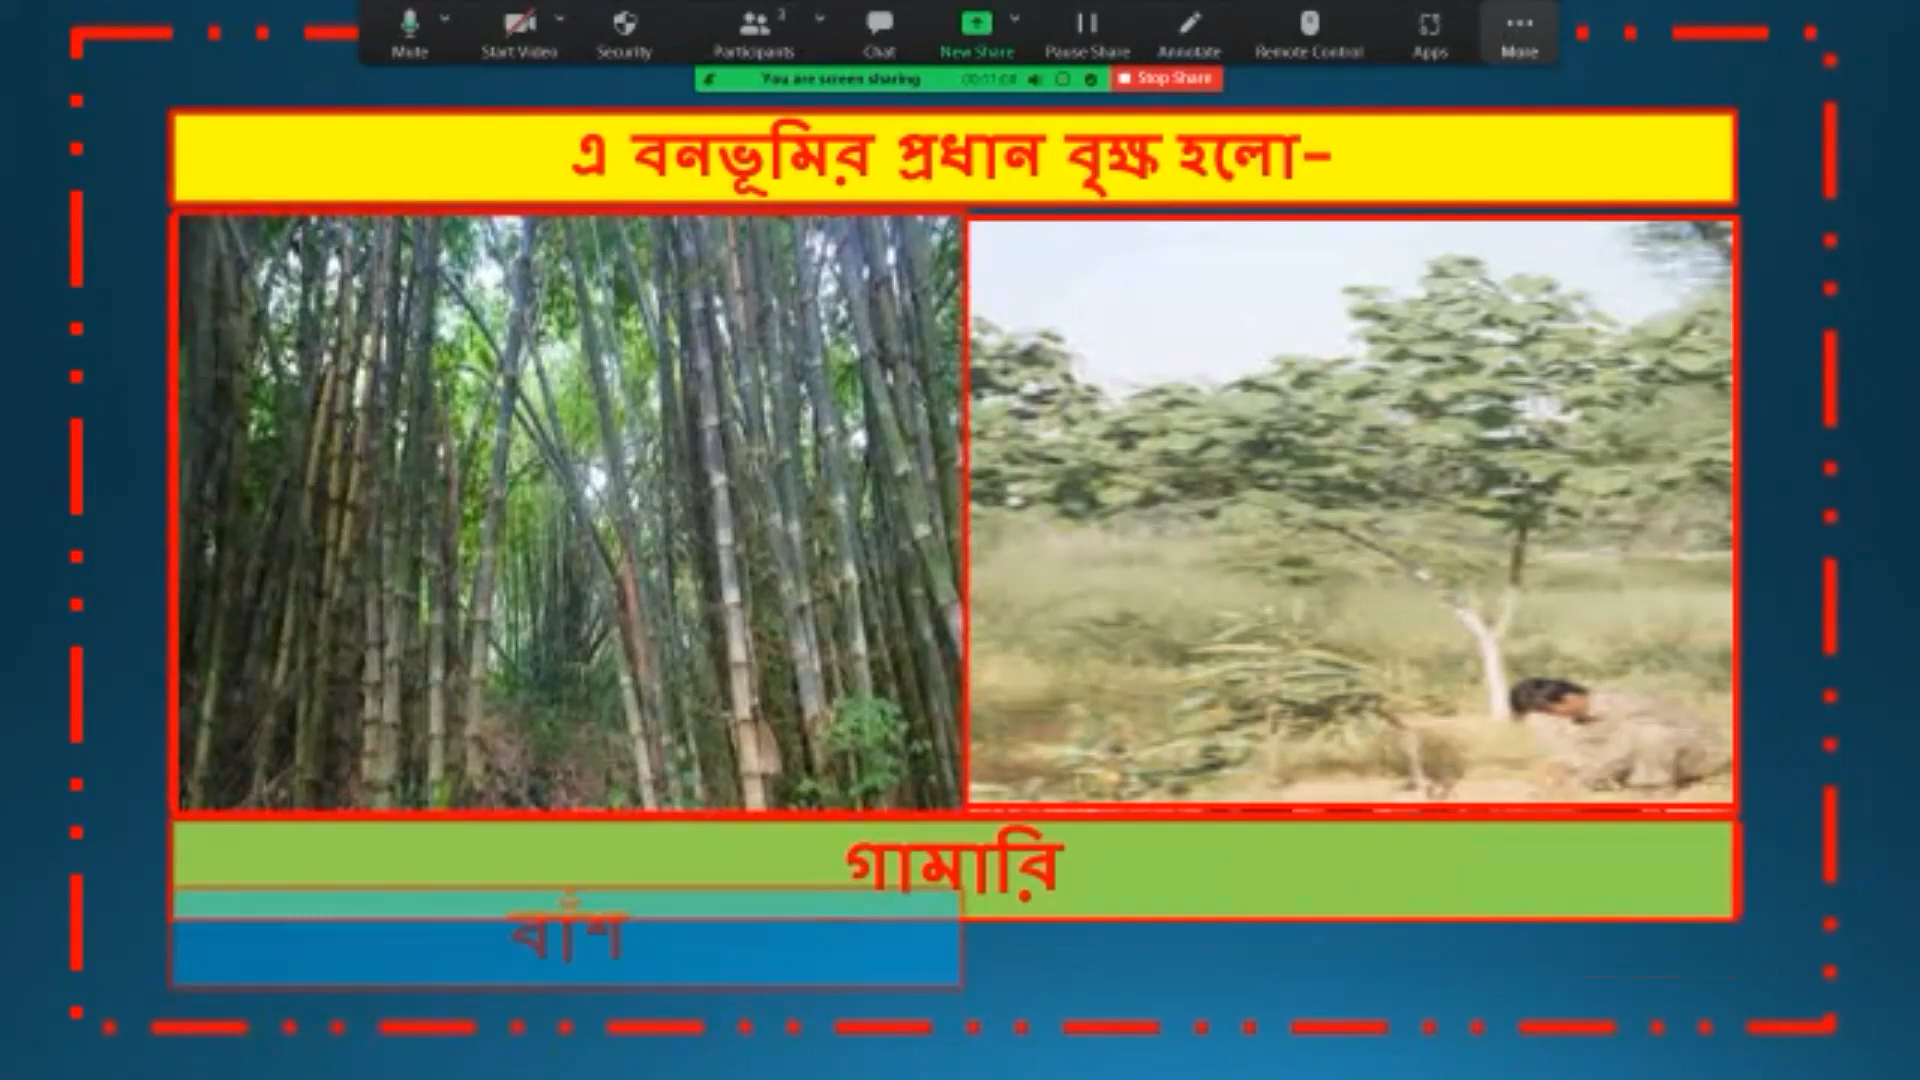 Mute Start Video Security Participants 3 Chat New Share Pause Share Annotate Remote Control Apps More
You are screen sharing Stop Share
এ বনভূমির প্রধান বৃক্ষ হলো-
গামারি
বাঁশ